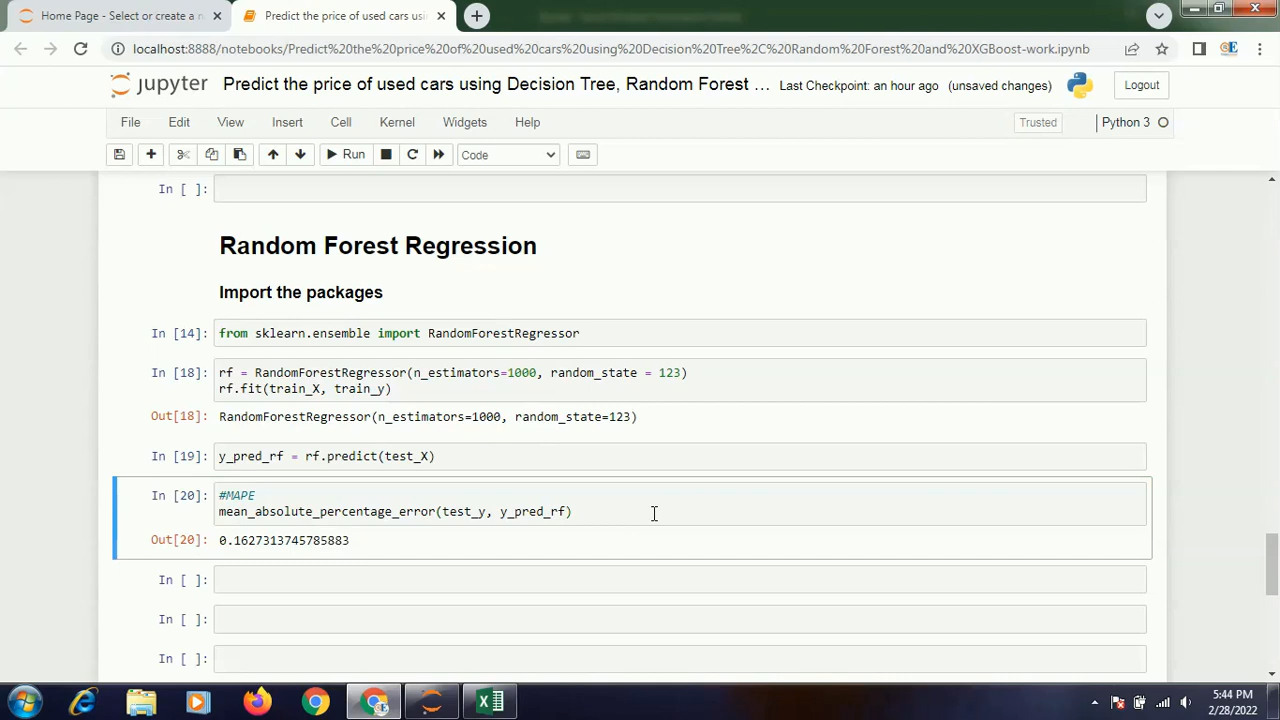 Home Page - Select or create a n
Predict the price of used cars usi
localhost:8888/notebooks/Predict%20the%20price%20of%20used%20cars%20using%20Decision%20Tree%2C%20Random%20Forest%20and%20XGBoost-work.ipynb
jupyter Predict the price of used cars using Decision Tree, Random Forest ... Last Checkpoint: an hour ago (unsaved changes) Logout
File Edit View Insert Cell Kernel Widgets Help Trusted Python 3
Run Code
In [ ]:
Random Forest Regression
Import the packages
In [14]: from sklearn.ensemble import RandomForestRegressor
In [18]: rf = RandomForestRegressor(n_estimators=1000, random_state = 123)
rf.fit(train_X, train_y)
Out[18]: RandomForestRegressor(n_estimators=1000, random_state=123)
In [19]: y_pred_rf = rf.predict(test_X)
In [20]: #MAPE
mean_absolute_percentage_error(test_y, y_pred_rf)
Out[20]: 0.1627313745785883
In [ ]:
In [ ]:
In [ ]:
5:44 PM
2/28/2022